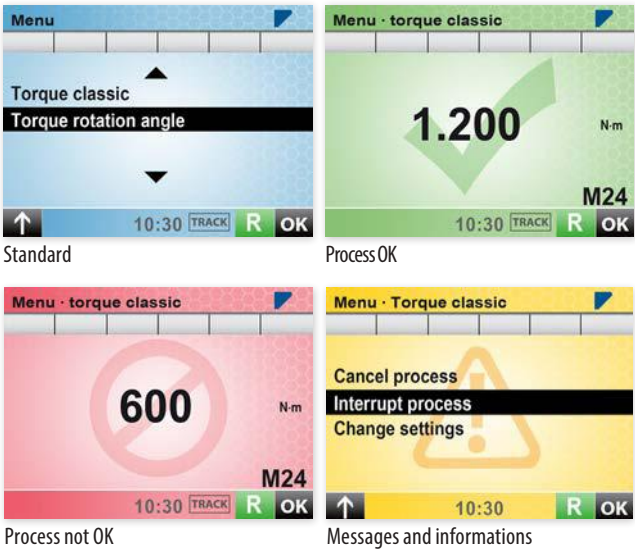 Menu
Torque classic
Torque rotation angle
↑ 10:30 TRACK R OK
Standard
Menu · torque classic
1.200 N·m
M24
10:30 TRACK R OK
Process OK
Menu · torque classic
600 N·m
M24
10:30 TRACK R OK
Process not OK
Menu · Torque classic
Cancel process
Interrupt process
Change settings
↑ 10:30 R OK
Messages and informations